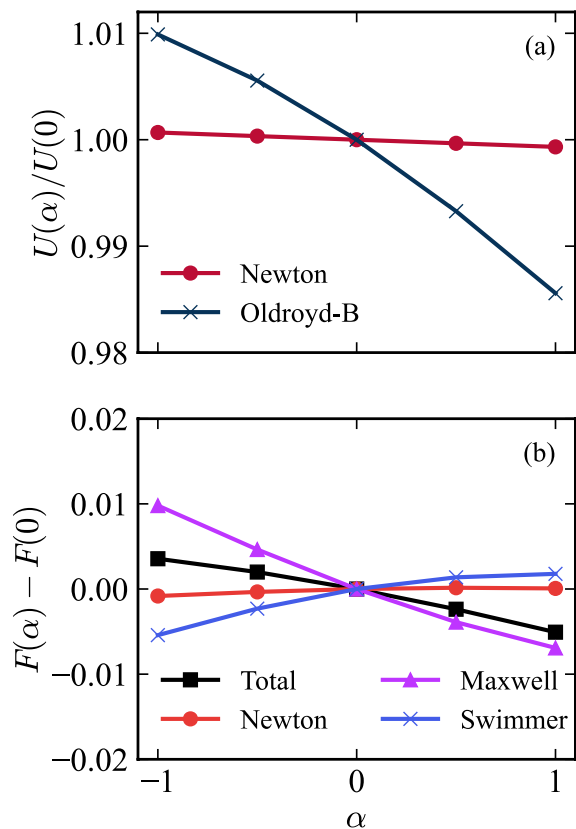 1.01
(a)
1.00
U(α)/U(0)
0.99
Newton
Oldroyd-B
0.98
0.02
(b)
0.01
F(α) − F(0)
0.00
−0.01
Total
Maxwell
Newton
Swimmer
−0.02
−1 0 1
α